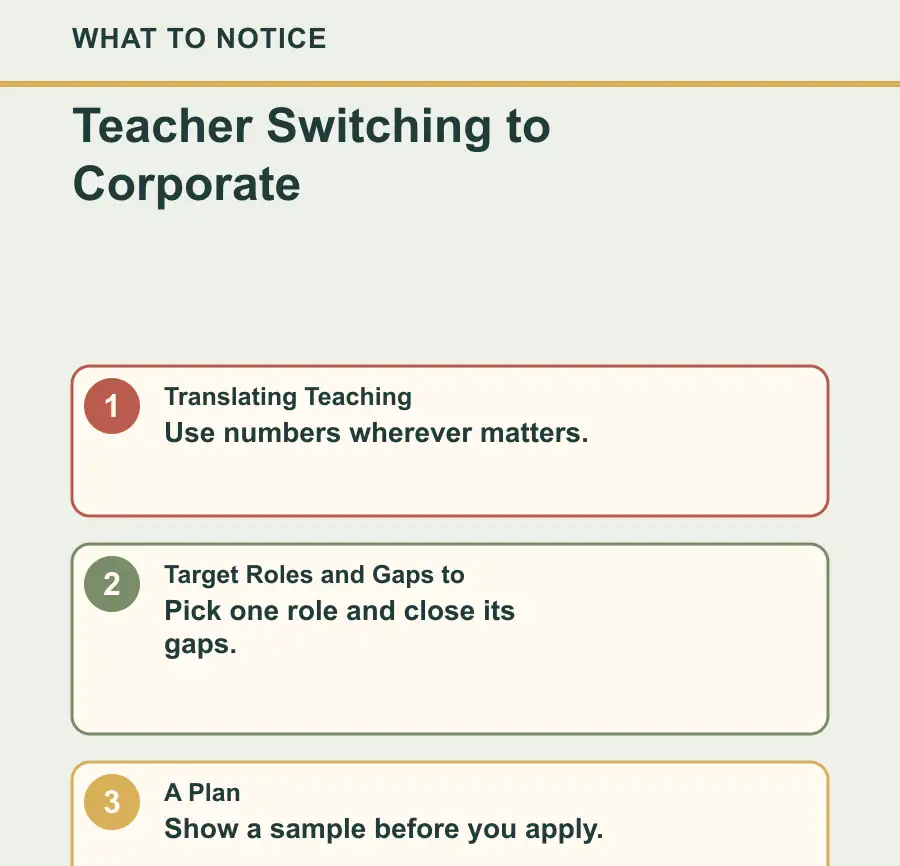 WHAT TO NOTICE
Teacher Switching to
Corporate
1
Translating Teaching
Use numbers wherever matters.
2
Target Roles and Gaps to
Pick one role and close its
gaps.
3
A Plan
Show a sample before you apply.